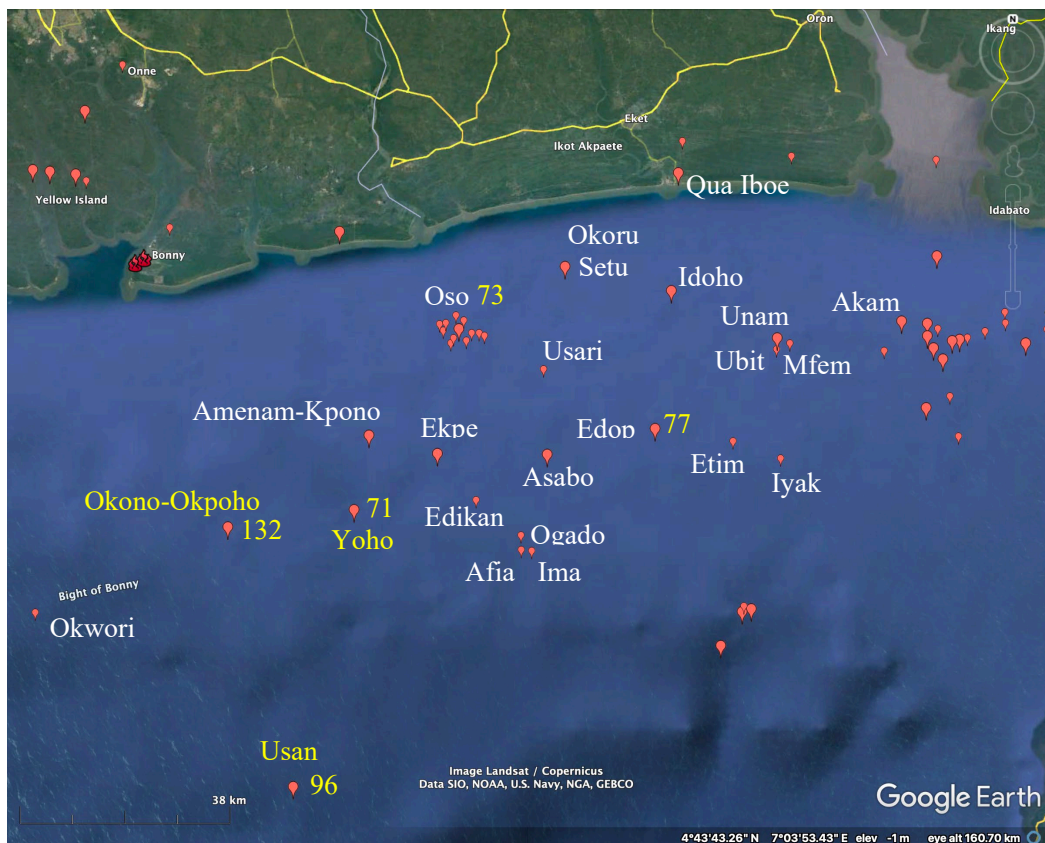 Oron
Ikang
N
Onne
Eket
Ikot Akpaete
Qua Iboe
Yellow Island
Idabato
Bonny
Okoru
Setu
Idoho
Oso 73
Akam
Unam
Usari
Ubit
Mfem
Amenam-Kpono
Ekpe
Edop
77
Etim
Asabo
Iyak
Okono-Okpoho
132
71
Yoho
Edikan
Ogado
Afia
Ima
Bight of Bonny
Okwori
Usan
96
38 km
Image Landsat / Copernicus
Data SIO, NOAA, U.S. Navy, NGA, GEBCO
Google Earth
4°43'43.26" N 7°03'53.43" E elev -1 m eye alt 160.70 km